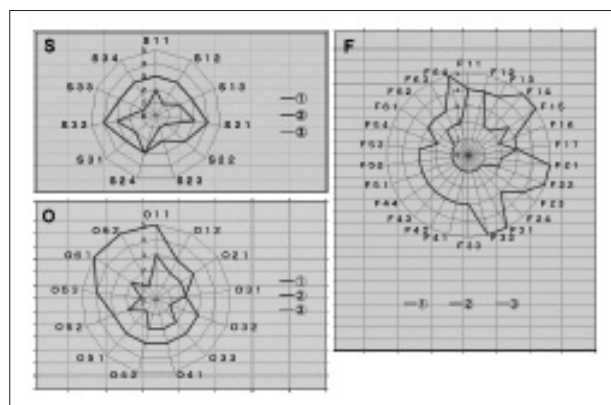 S
S11
S12
S13
S21
S22
S23
S24
S31
S32
S33
S34
①
②
③
O
O11
O12
O21
O31
O32
O33
O41
O42
O51
O52
O53
O61
O62
①
②
③
F
F11
F12
F13
F14
F15
F16
F17
F21
F22
F23
F24
F31
F32
F33
F41
F42
F43
F44
F51
F52
F53
F54
F61
F62
F63
F64
①
2
3